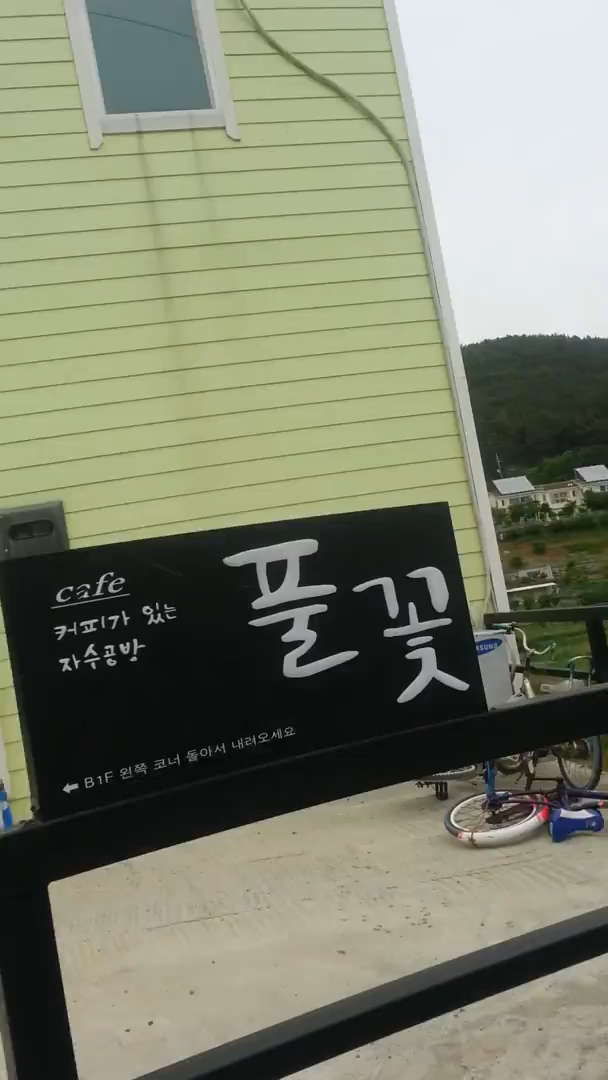 cafe
커피가 있는
자수공방
풀꽃
← B1F 왼쪽 코너 돌아서 내려오세요
SAMSUNG